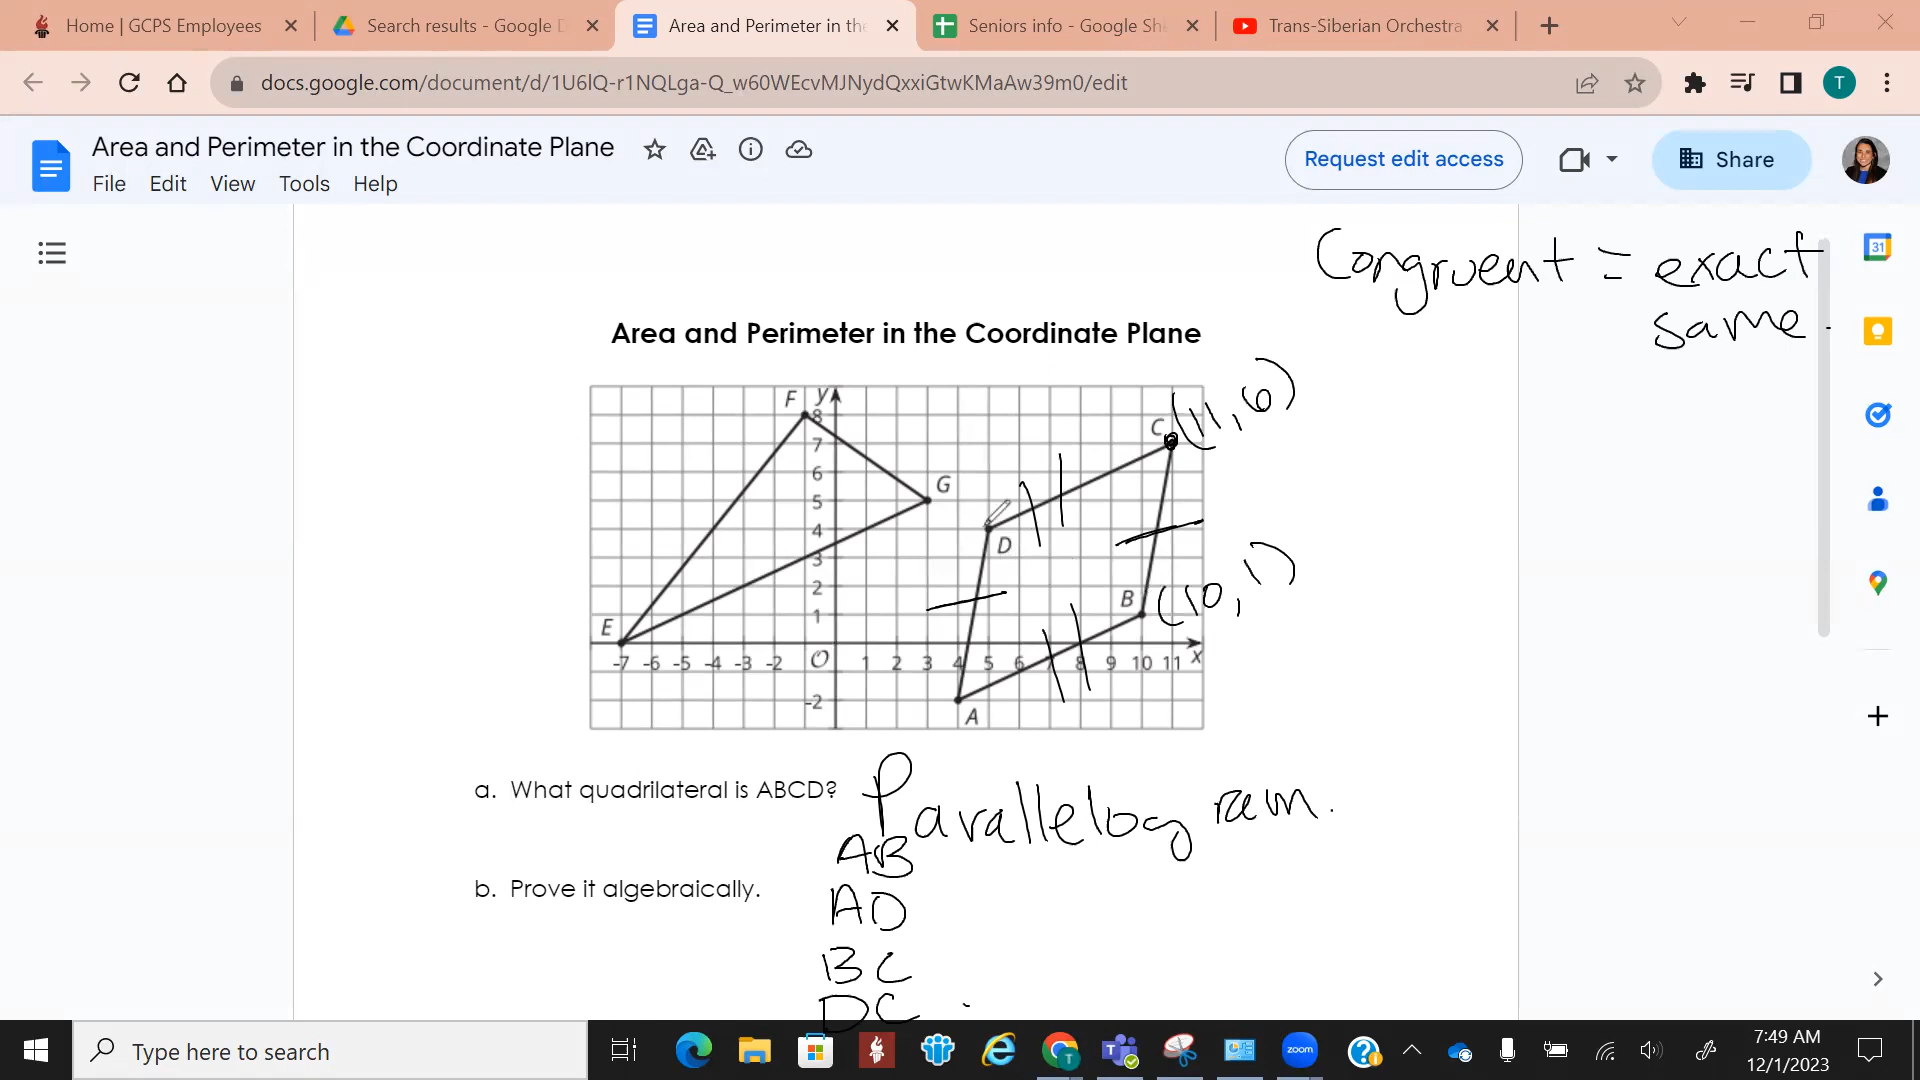 Home | GCPS Employees
Search results - Google D
Area and Perimeter in the
Seniors info - Google She
Trans-Siberian Orchestra
docs.google.com/document/d/1U6lQ-r1NQLga-Q_w60WEcvMJNydQxxiGtwKMaAw39m0/edit
T
Area and Perimeter in the Coordinate Plane
Request edit access
Share
File Edit View Tools Help
31
Congruent = exact
same.
Area and Perimeter in the Coordinate Plane
F y 8 C (11,6)
7
6 G
5
4 D
3
2 B (10,1)
1
E
-7 -6 -5 -4 -3 -2 O 1 2 3 4 5 6 7 8 9 10 11 x
-2 A
a. What quadrilateral is ABCD? Parallelogram.
AB
b. Prove it algebraically.
AD
BC
DC
Type here to search
zoom
7:49 AM
12/1/2023